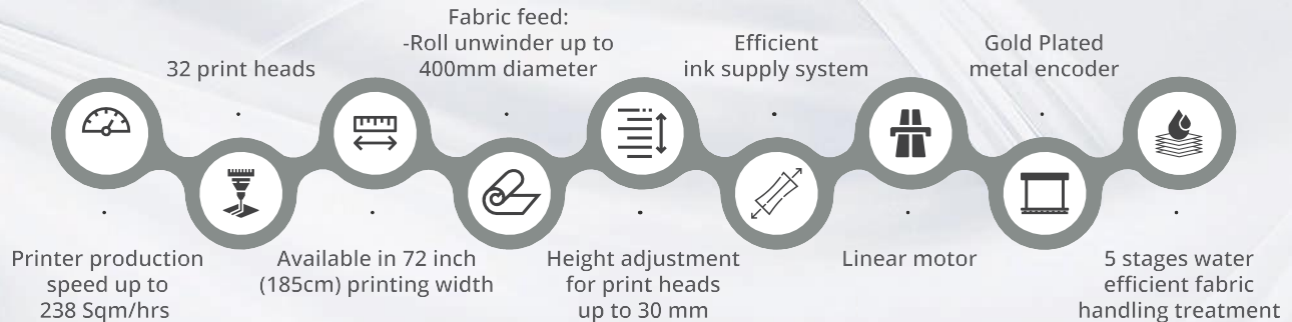 Printer production
speed up to
238 Sqm/hrs
32 print heads
Available in 72 inch
(185cm) printing width
Fabric feed:
-Roll unwinder up to
400mm diameter
Height adjustment
for print heads
up to 30 mm
Efficient
ink supply system
Linear motor
Gold Plated
metal encoder
5 stages water
efficient fabric
handling treatment